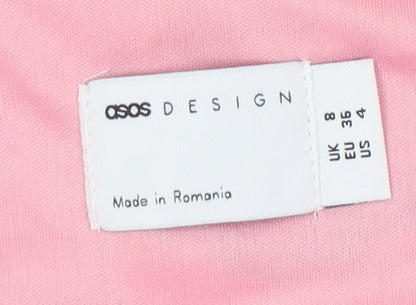 asos DESIGN
Made in Romania
UK 8
EU 36
US 4